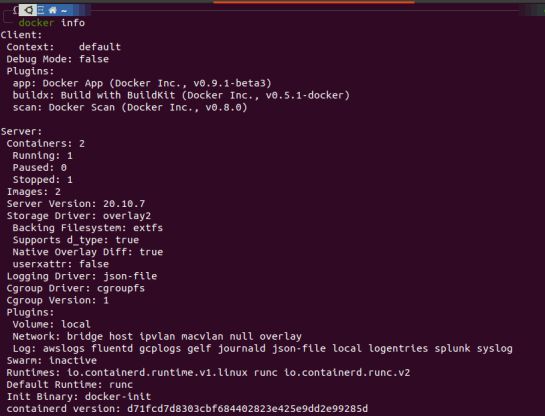 ~
docker info
Client:
 Context:    default
 Debug Mode: false
 Plugins:
  app: Docker App (Docker Inc., v0.9.1-beta3)
  buildx: Build with BuildKit (Docker Inc., v0.5.1-docker)
  scan: Docker Scan (Docker Inc., v0.8.0)

Server:
 Containers: 2
  Running: 1
  Paused: 0
  Stopped: 1
 Images: 2
 Server Version: 20.10.7
 Storage Driver: overlay2
  Backing Filesystem: extfs
  Supports d_type: true
  Native Overlay Diff: true
  userxattr: false
 Logging Driver: json-file
 Cgroup Driver: cgroupfs
 Cgroup Version: 1
 Plugins:
  Volume: local
  Network: bridge host ipvlan macvlan null overlay
  Log: awslogs fluentd gcplogs gelf journald json-file local logentries splunk syslog
 Swarm: inactive
 Runtimes: io.containerd.runtime.v1.linux runc io.containerd.runc.v2
 Default Runtime: runc
 Init Binary: docker-init
 containerd version: d71fcd7d8303cbf684402823e425e9dd2e99285d